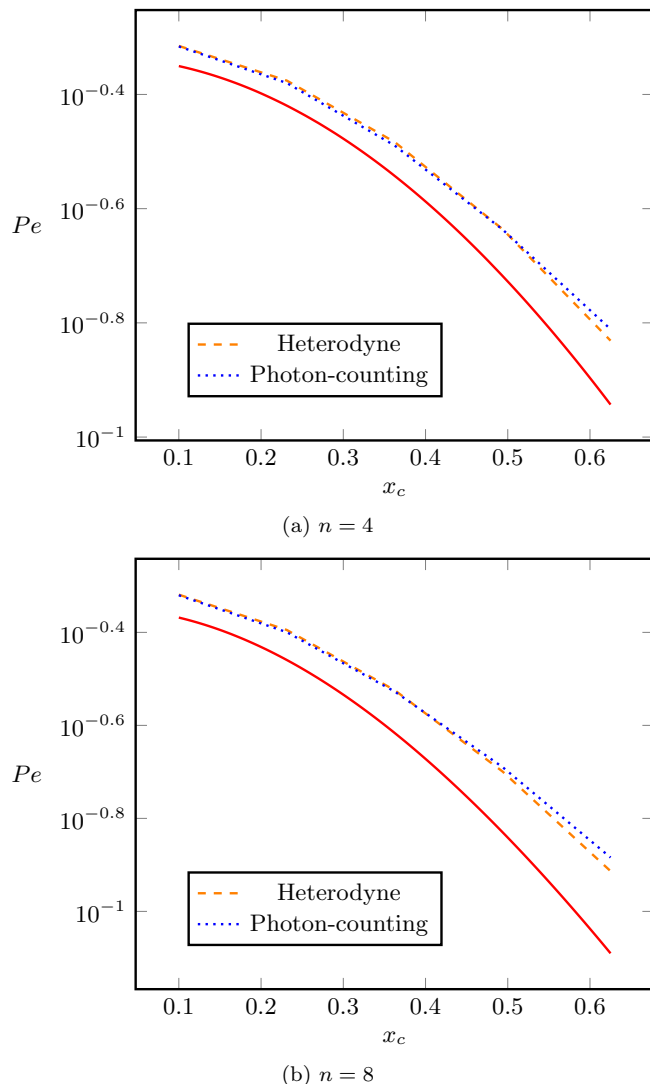 10^{-0.4}
10^{-0.6}
Pe
10^{-0.8}
Heterodyne
Photon-counting
10^{-1}
0.1 0.2 0.3 0.4 0.5 0.6
x_c
(a) n = 4
10^{-0.4}
10^{-0.6}
Pe
10^{-0.8}
Heterodyne
10^{-1}
Photon-counting
0.1 0.2 0.3 0.4 0.5 0.6
x_c
(b) n = 8